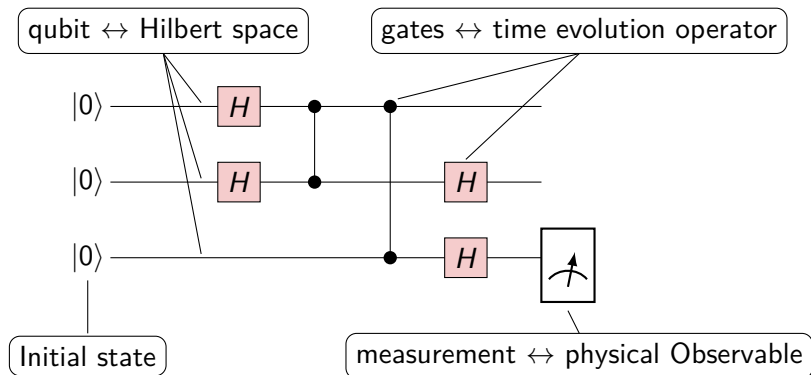 qubit ↔ Hilbert space
gates ↔ time evolution operator
|0⟩ H
|0⟩ H H
|0⟩ H
Initial state
measurement ↔ physical Observable